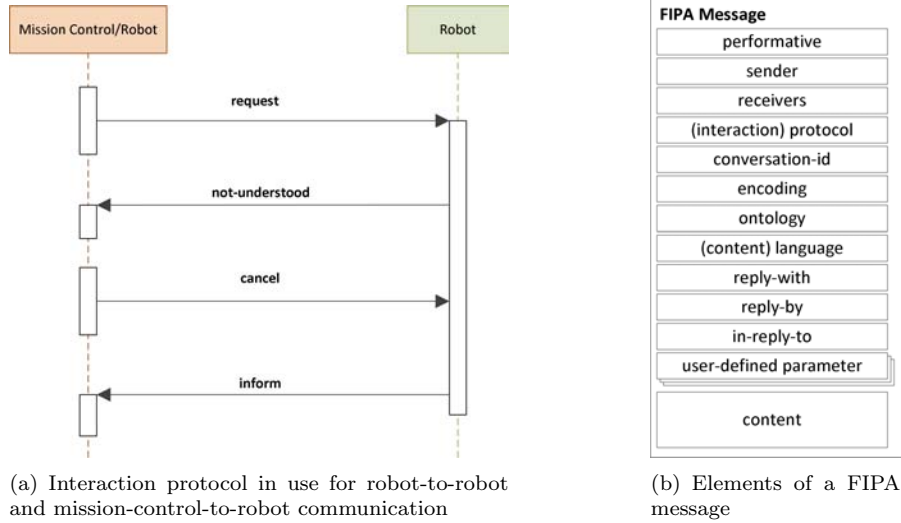 Mission Control/Robot
Robot
request
not-understood
cancel
inform
(a) Interaction protocol in use for robot-to-robot
and mission-control-to-robot communication
FIPA Message
performative
sender
receivers
(interaction) protocol
conversation-id
encoding
ontology
(content) language
reply-with
reply-by
in-reply-to
user-defined parameter
content
(b) Elements of a FIPA
message